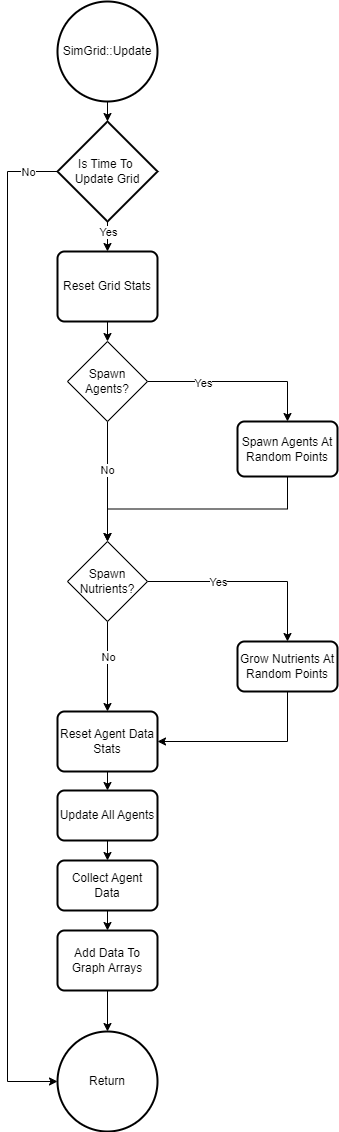 SimGrid::Update
Is Time To
Update Grid
No
Yes
Reset Grid Stats
Spawn
Agents?
Yes
Spawn Agents At
Random Points
No
Spawn
Nutrients?
Yes
Grow Nutrients At
Random Points
No
Reset Agent Data
Stats
Update All Agents
Collect Agent
Data
Add Data To
Graph Arrays
Return